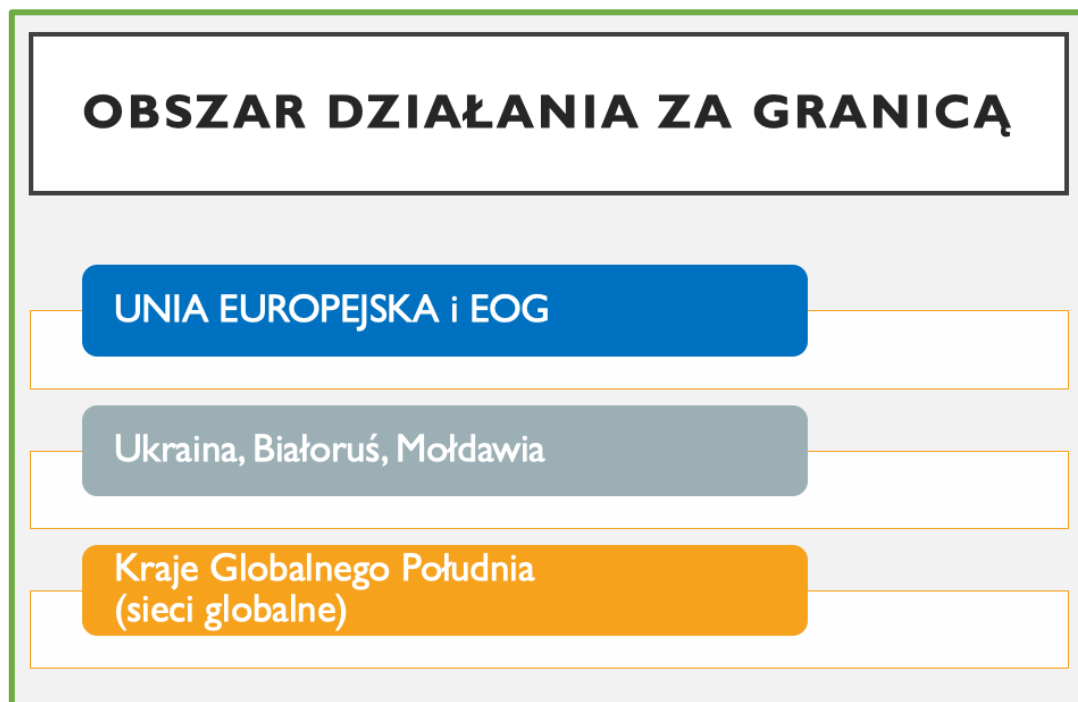 OBSZAR DZIAŁANIA ZA GRANICĄ
UNIA EUROPEJSKA i EOG
Ukraina, Białoruś, Mołdawia
Kraje Globalnego Południa
(sieci globalne)